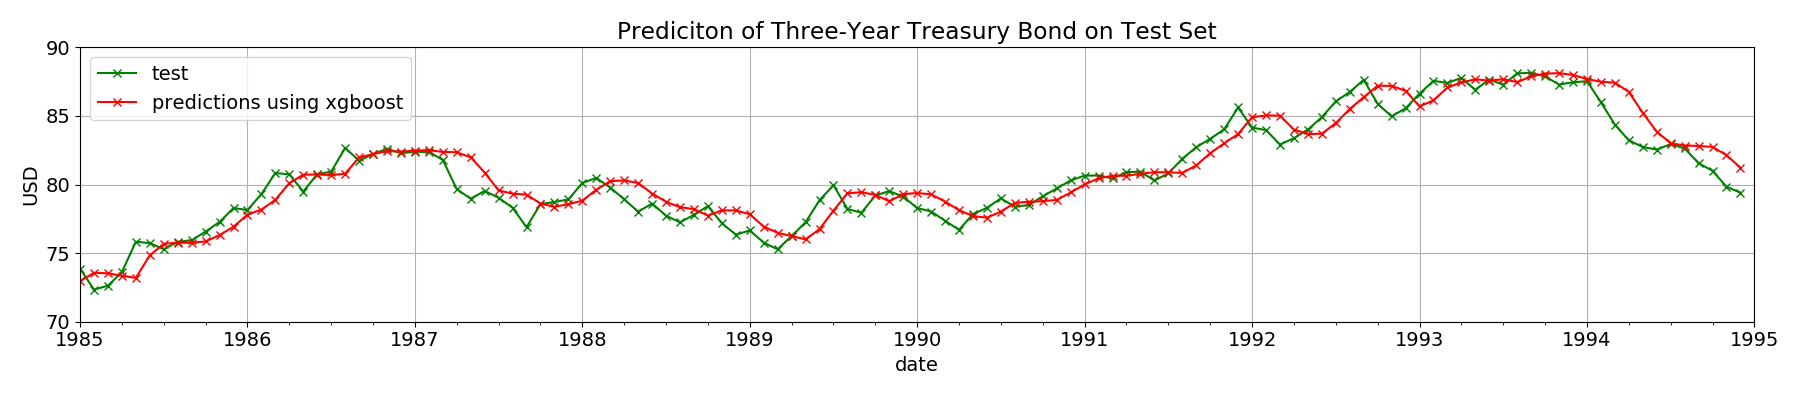 Prediciton of Three-Year Treasury Bond on Test Set
90
85
80
75
70
USD
test
predictions using xgboost
1985 1986 1987 1988 1989 1990 1991 1992 1993 1994 1995
date